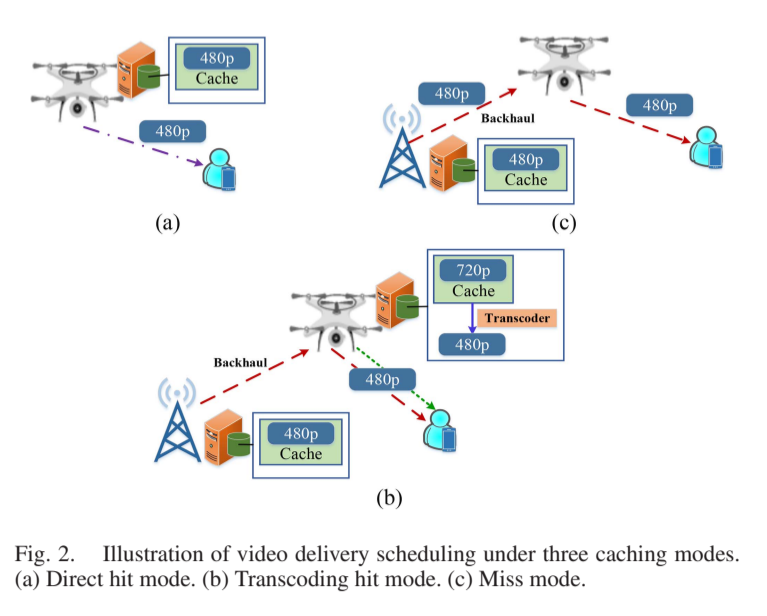 480p
Cache
480p
(a)
480p
Backhaul
480p
480p
Cache
(c)
720p
Cache
Transcoder
480p
Backhaul
480p
480p
Cache
(b)
Fig. 2. Illustration of video delivery scheduling under three caching modes.
(a) Direct hit mode. (b) Transcoding hit mode. (c) Miss mode.